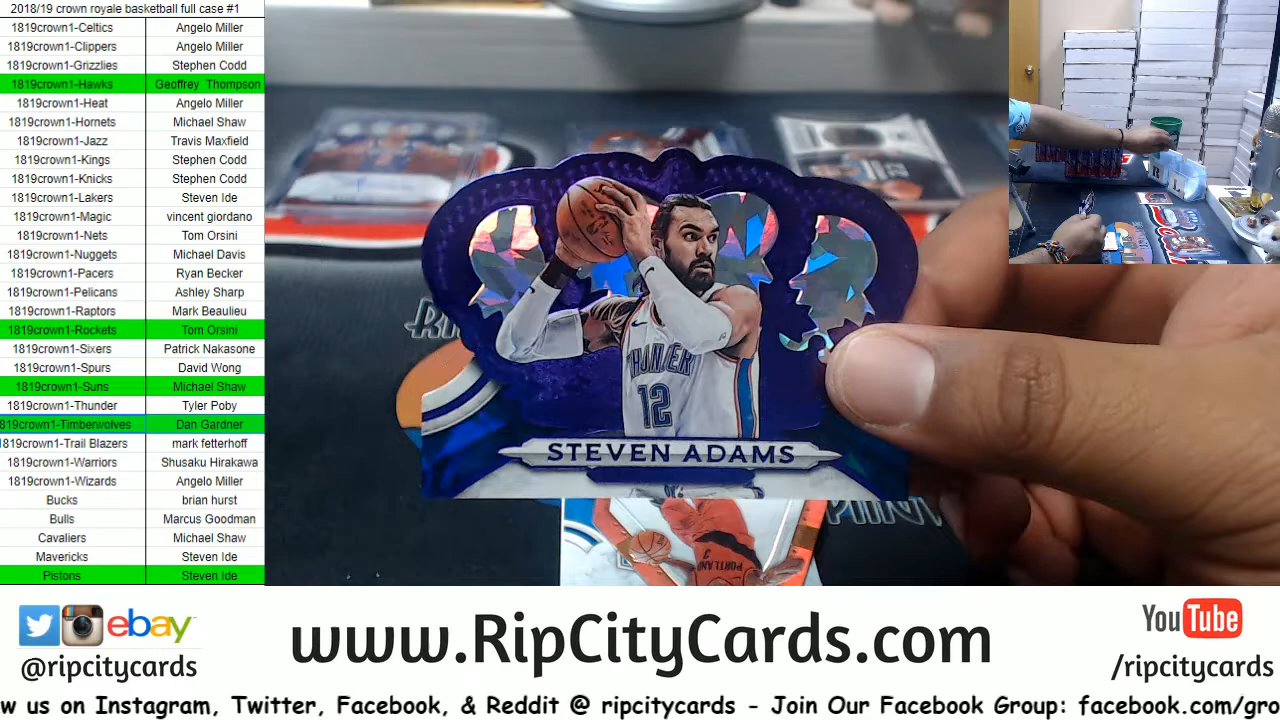 2018/19 crown royale basketball full case #1
1819crown1-Celtics Angelo Miller
1819crown1-Clippers Angelo Miller
1819crown1-Grizzlies Stephen Codd
1819crown1-Hawks Geoffrey Thompson
1819crown1-Heat Angelo Miller
1819crown1-Hornets Michael Shaw
1819crown1-Jazz Travis Maxfield
1819crown1-Kings Stephen Codd
1819crown1-Knicks Stephen Codd
1819crown1-Lakers Steven Ide
1819crown1-Magic vincent giordano
1819crown1-Nets Tom Orsini
1819crown1-Nuggets Michael Davis
1819crown1-Pacers Ryan Becker
1819crown1-Pelicans Ashley Sharp
1819crown1-Raptors Mark Beaulieu
1819crown1-Rockets Tom Orsini
1819crown1-Sixers Patrick Nakasone
1819crown1-Spurs David Wong
1819crown1-Suns Michael Shaw
1819crown1-Thunder Tyler Poby
819crown1-Timberwolves Dan Gardner
1819crown1-Trail Blazers mark fetterhoff
1819crown1-Warriors Shusaku Hirakawa
1819crown1-Wizards Angelo Miller
Bucks brian hurst
Bulls Marcus Goodman
Cavaliers Michael Shaw
Mavericks Steven Ide
Pistons Steven Ide
THUNDER
12
STEVEN ADAMS
PORTLAND
3
ebay
@ripcitycards
www.RipCityCards.com
YouTube
/ripcitycards
w us on Instagram, Twitter, Facebook, & Reddit @ ripcitycards - Join Our Facebook Group: facebook.com/gro